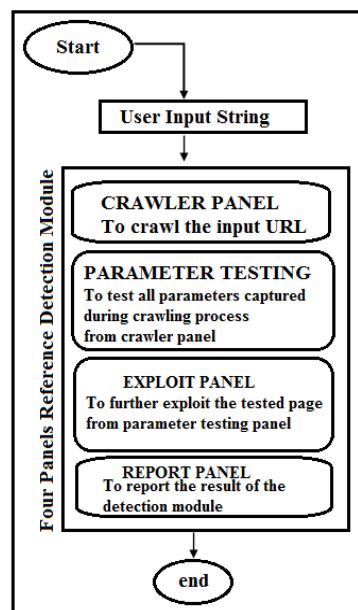 Start
User Input String
Four Panels Reference Detection Module
CRAWLER PANEL
To crawl the input URL
PARAMETER TESTING
To test all parameters captured
during crawling process
from crawler panel
EXPLOIT PANEL
To further exploit the tested page
from parameter testing panel
REPORT PANEL
To report the result of the
detection module
end